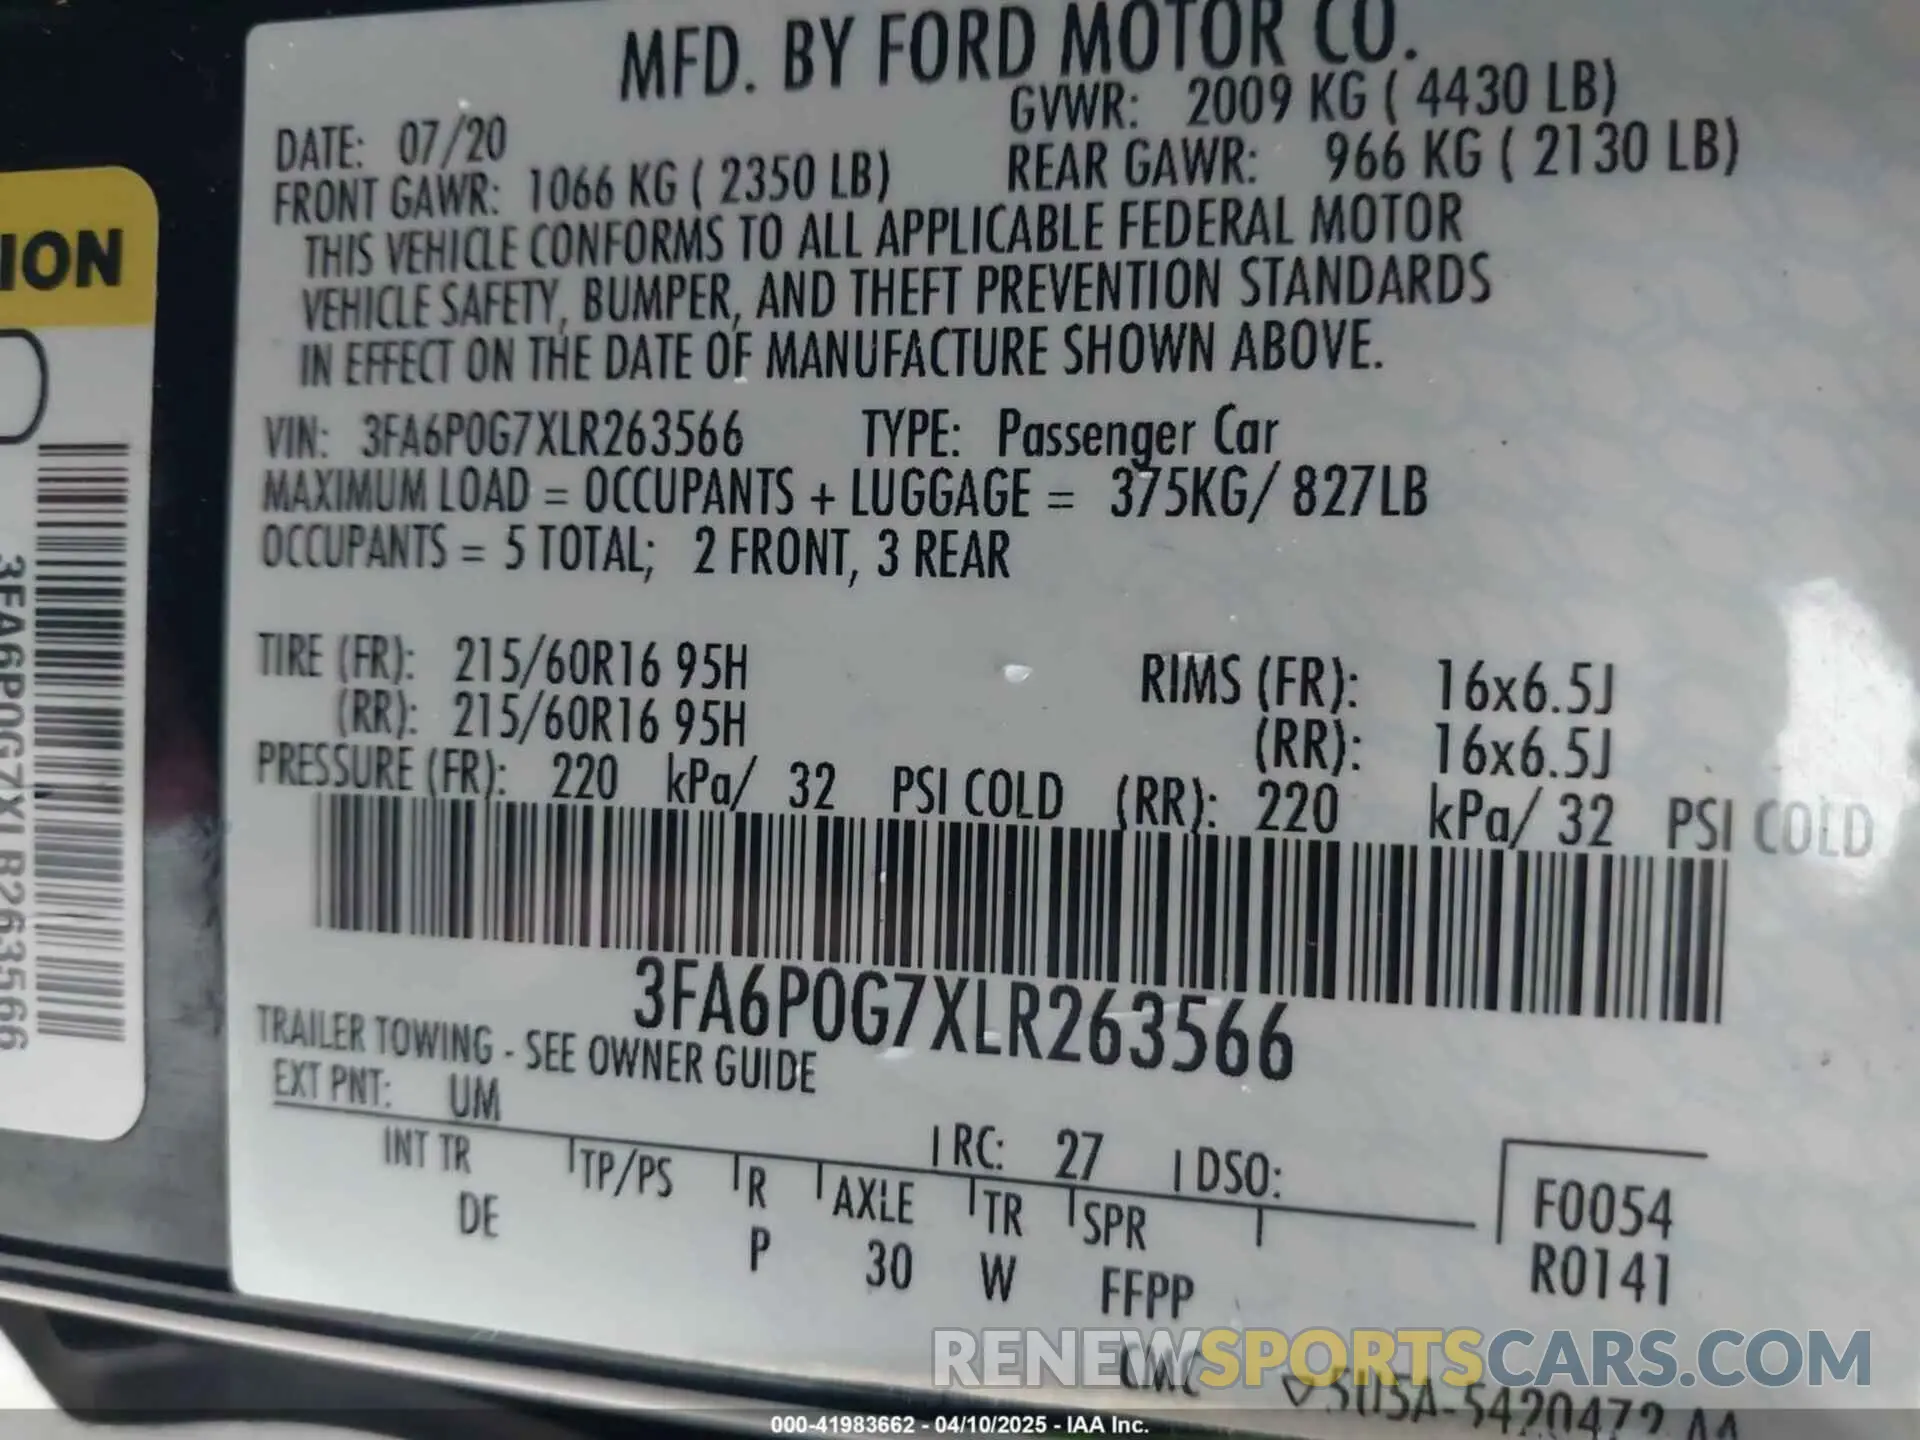 MFD. BY FORD MOTOR CO.
DATE: 07/20
GVWR: 2009 KG ( 4430 LB)
FRONT GAWR: 1066 KG ( 2350 LB)
REAR GAWR: 966 KG ( 2130 LB)
THIS VEHICLE CONFORMS TO ALL APPLICABLE FEDERAL MOTOR
VEHICLE SAFETY, BUMPER, AND THEFT PREVENTION STANDARDS
IN EFFECT ON THE DATE OF MANUFACTURE SHOWN ABOVE.
VIN: 3FA6P0G7XLR263566 TYPE: Passenger Car
MAXIMUM LOAD = OCCUPANTS + LUGGAGE = 375KG/ 827LB
OCCUPANTS = 5 TOTAL; 2 FRONT, 3 REAR
TIRE (FR): 215/60R16 95H RIMS (FR): 16x6.5J
(RR): 215/60R16 95H (RR): 16x6.5J
PRESSURE (FR): 220 kPa/ 32 PSI COLD (RR): 220 kPa/ 32 PSI COLD
3FA6P0G7XLR263566
TRAILER TOWING - SEE OWNER GUIDE
EXT PNT: UM RC: 27 DSO:
INT TR TP/PS R AXLE TR SPR
DE P 30 W FFPP
F0054
R0141
CMC
ION
3FA6P0G7XLR263566
RENEWSPORTSCARS.COM
000-41983662 - 04/10/2025 - IAA Inc.